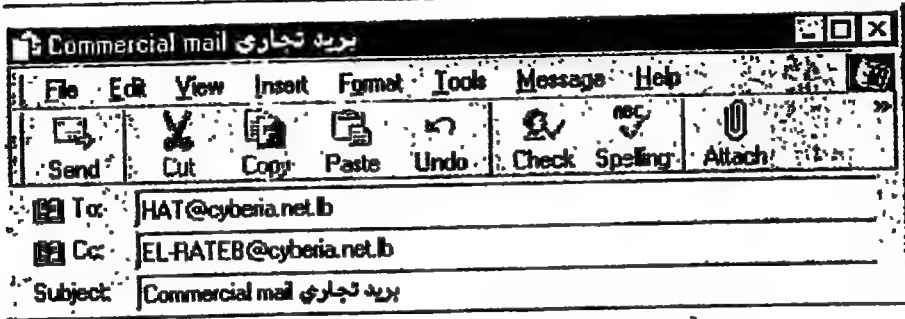 Commercial mail بريد تجاري
File Edit View Insert Format Tools Message Help
Send Cut Copy Paste Undo Check Spelling Attach
To: HAT@cyberia.net.lb
Cc: EL-RATEB@cyberia.net.lb
Subject: Commercial mail بريد تجاري